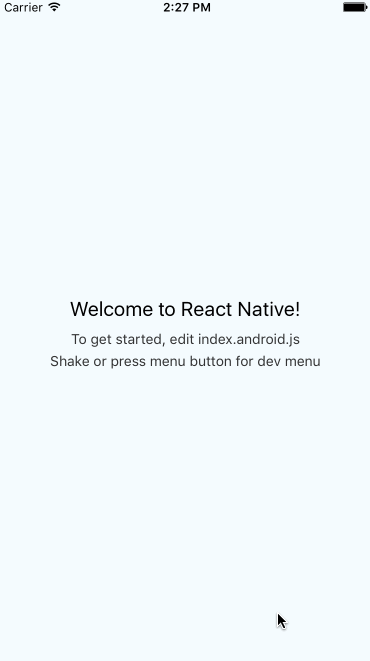 Carrier 2:27 PM
Welcome to React Native!
To get started, edit index.android.js
Shake or press menu button for dev menu